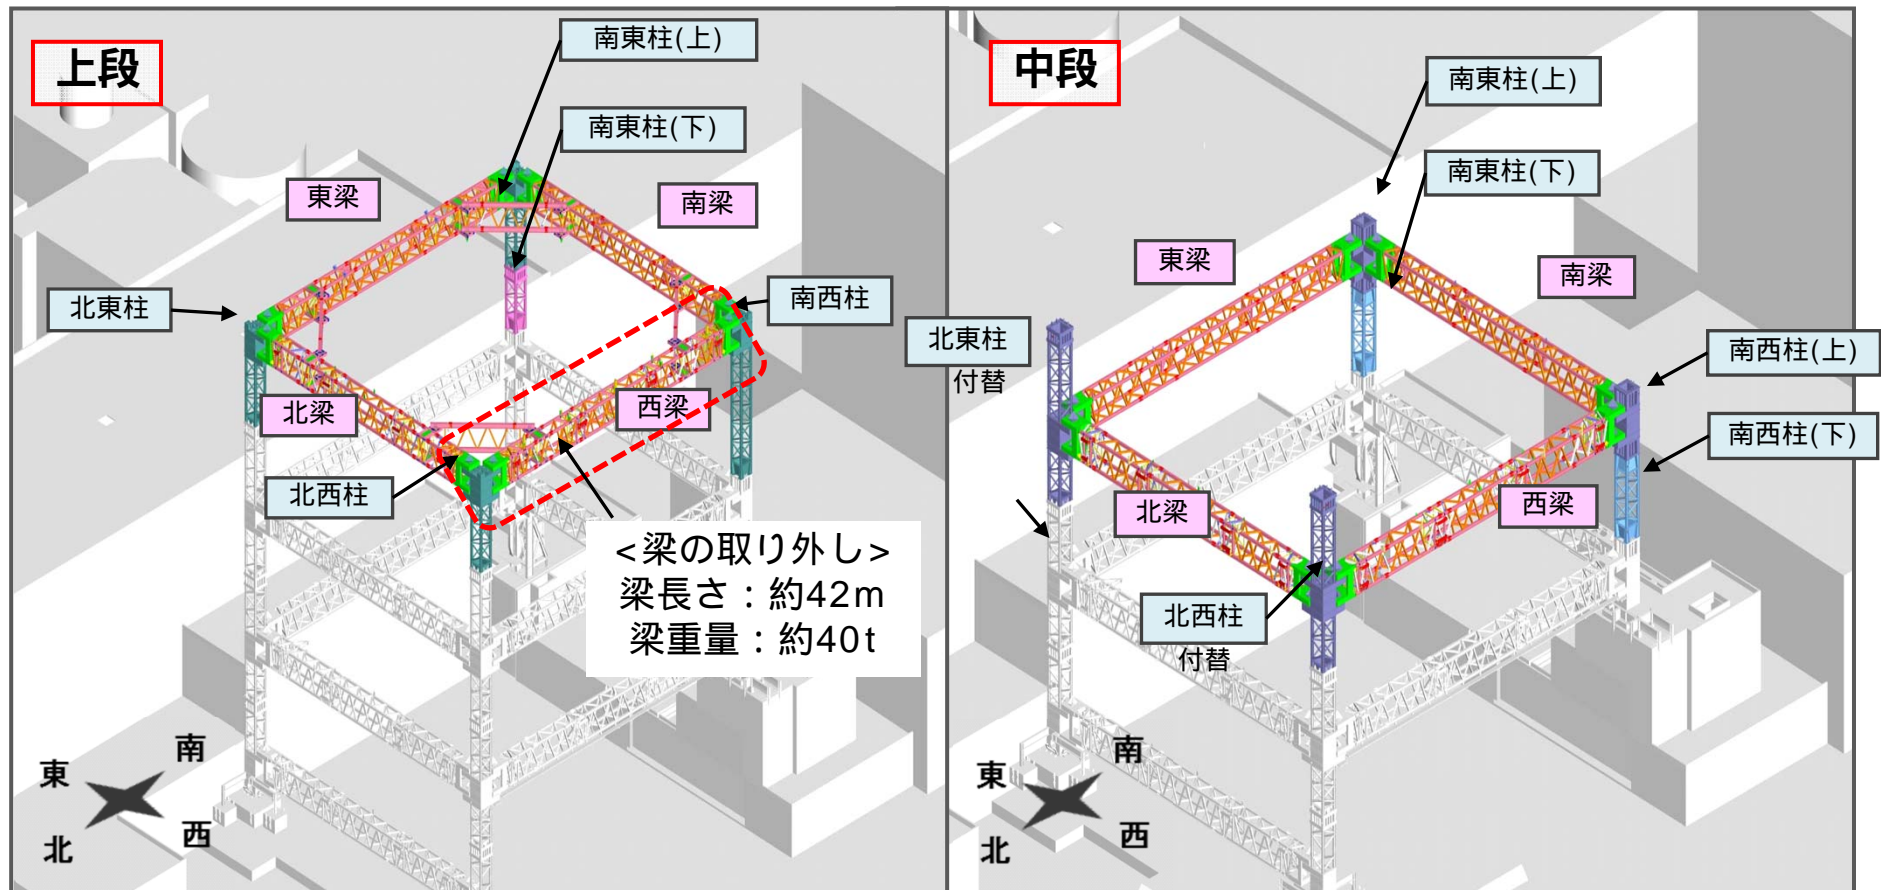 上段
南東柱(上)
南東柱(下)
東梁
南梁
北東柱
南西柱
北梁
西梁
北西柱
<梁の取り外し>
梁長さ：約42m
梁重量：約40t
東
南
北
西
中段
南東柱(上)
南東柱(下)
東梁
南梁
北東柱
付替
南西柱(上)
南西柱(下)
北梁
西梁
北西柱
付替
東
南
北
西